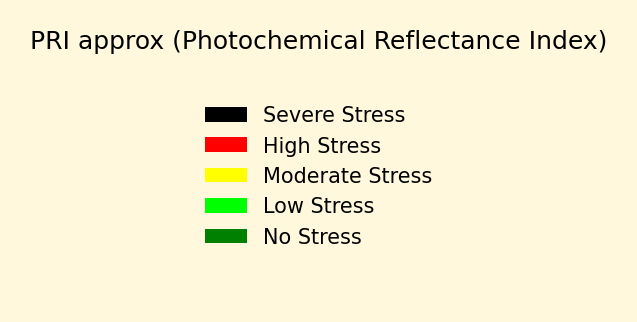 PRI approx (Photochemical Reflectance Index)
Severe Stress
High Stress
Moderate Stress
Low Stress
No Stress